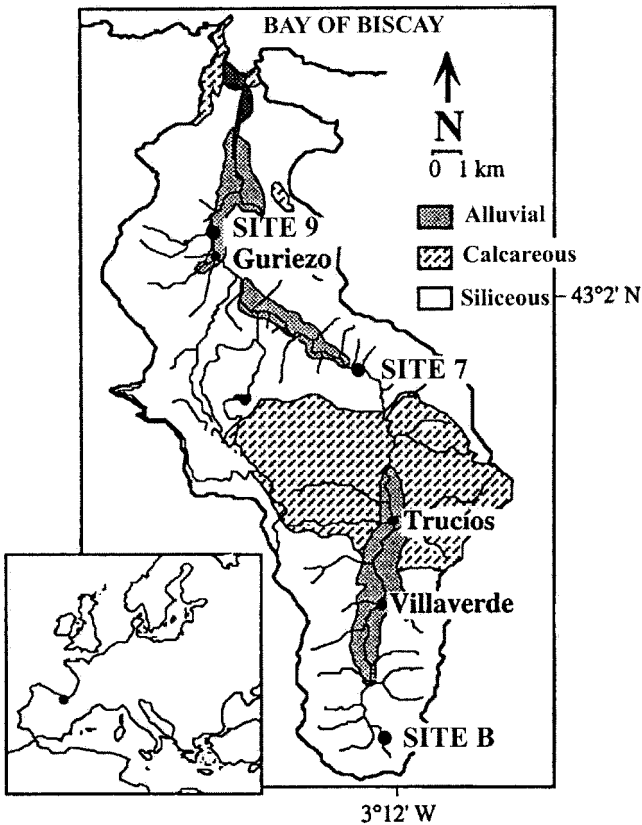 BAY OF BISCAY
N
0 1 km
Alluvial
Calcareous
Siliceous
43°2' N
SITE 9
Guriezo
SITE 7
Trucíos
Villaverde
SITE B
3°12' W